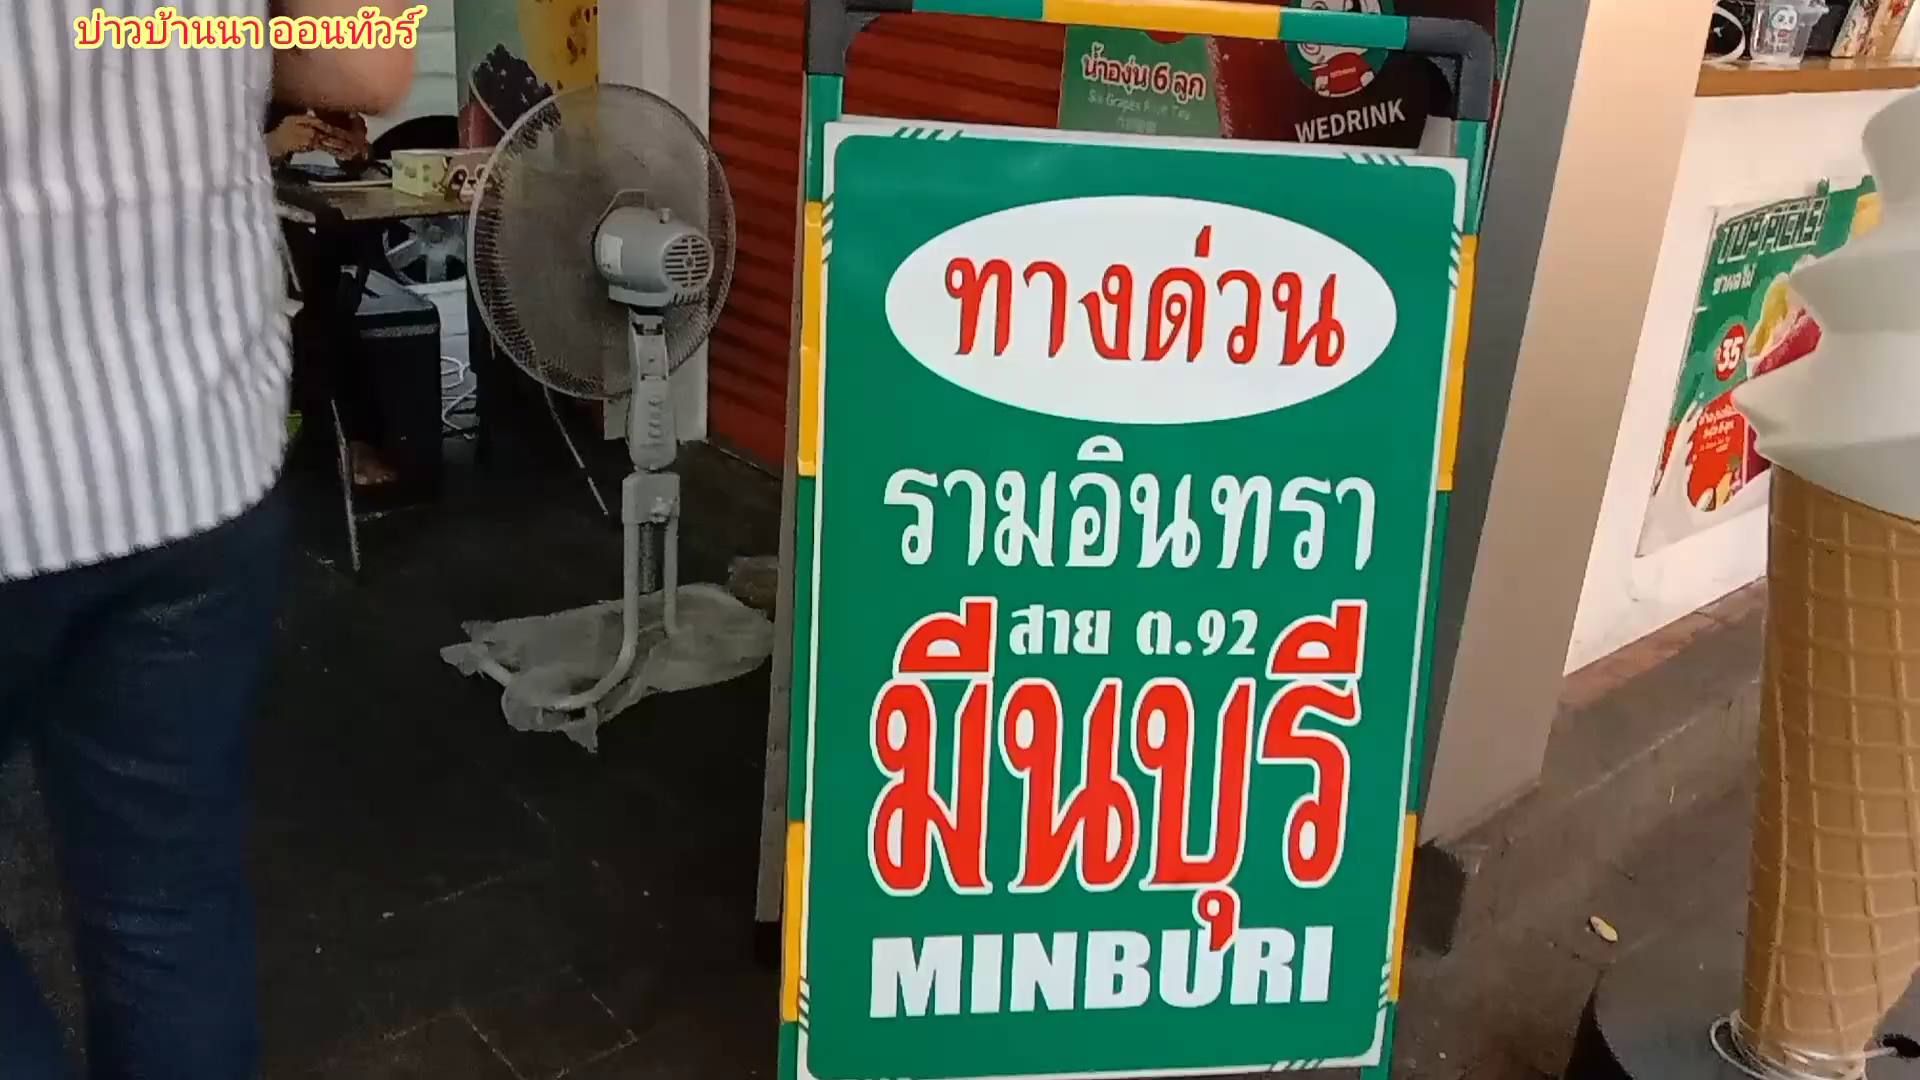 บ่าวบ้านนา ออนทัวร์
น้ำองุ่น 6 ลูก
WEDRINK
ทางด่วน
รามอินทรา
สาย ต.92
มีนบุรี
MINBURI
TOP PICKS!
35